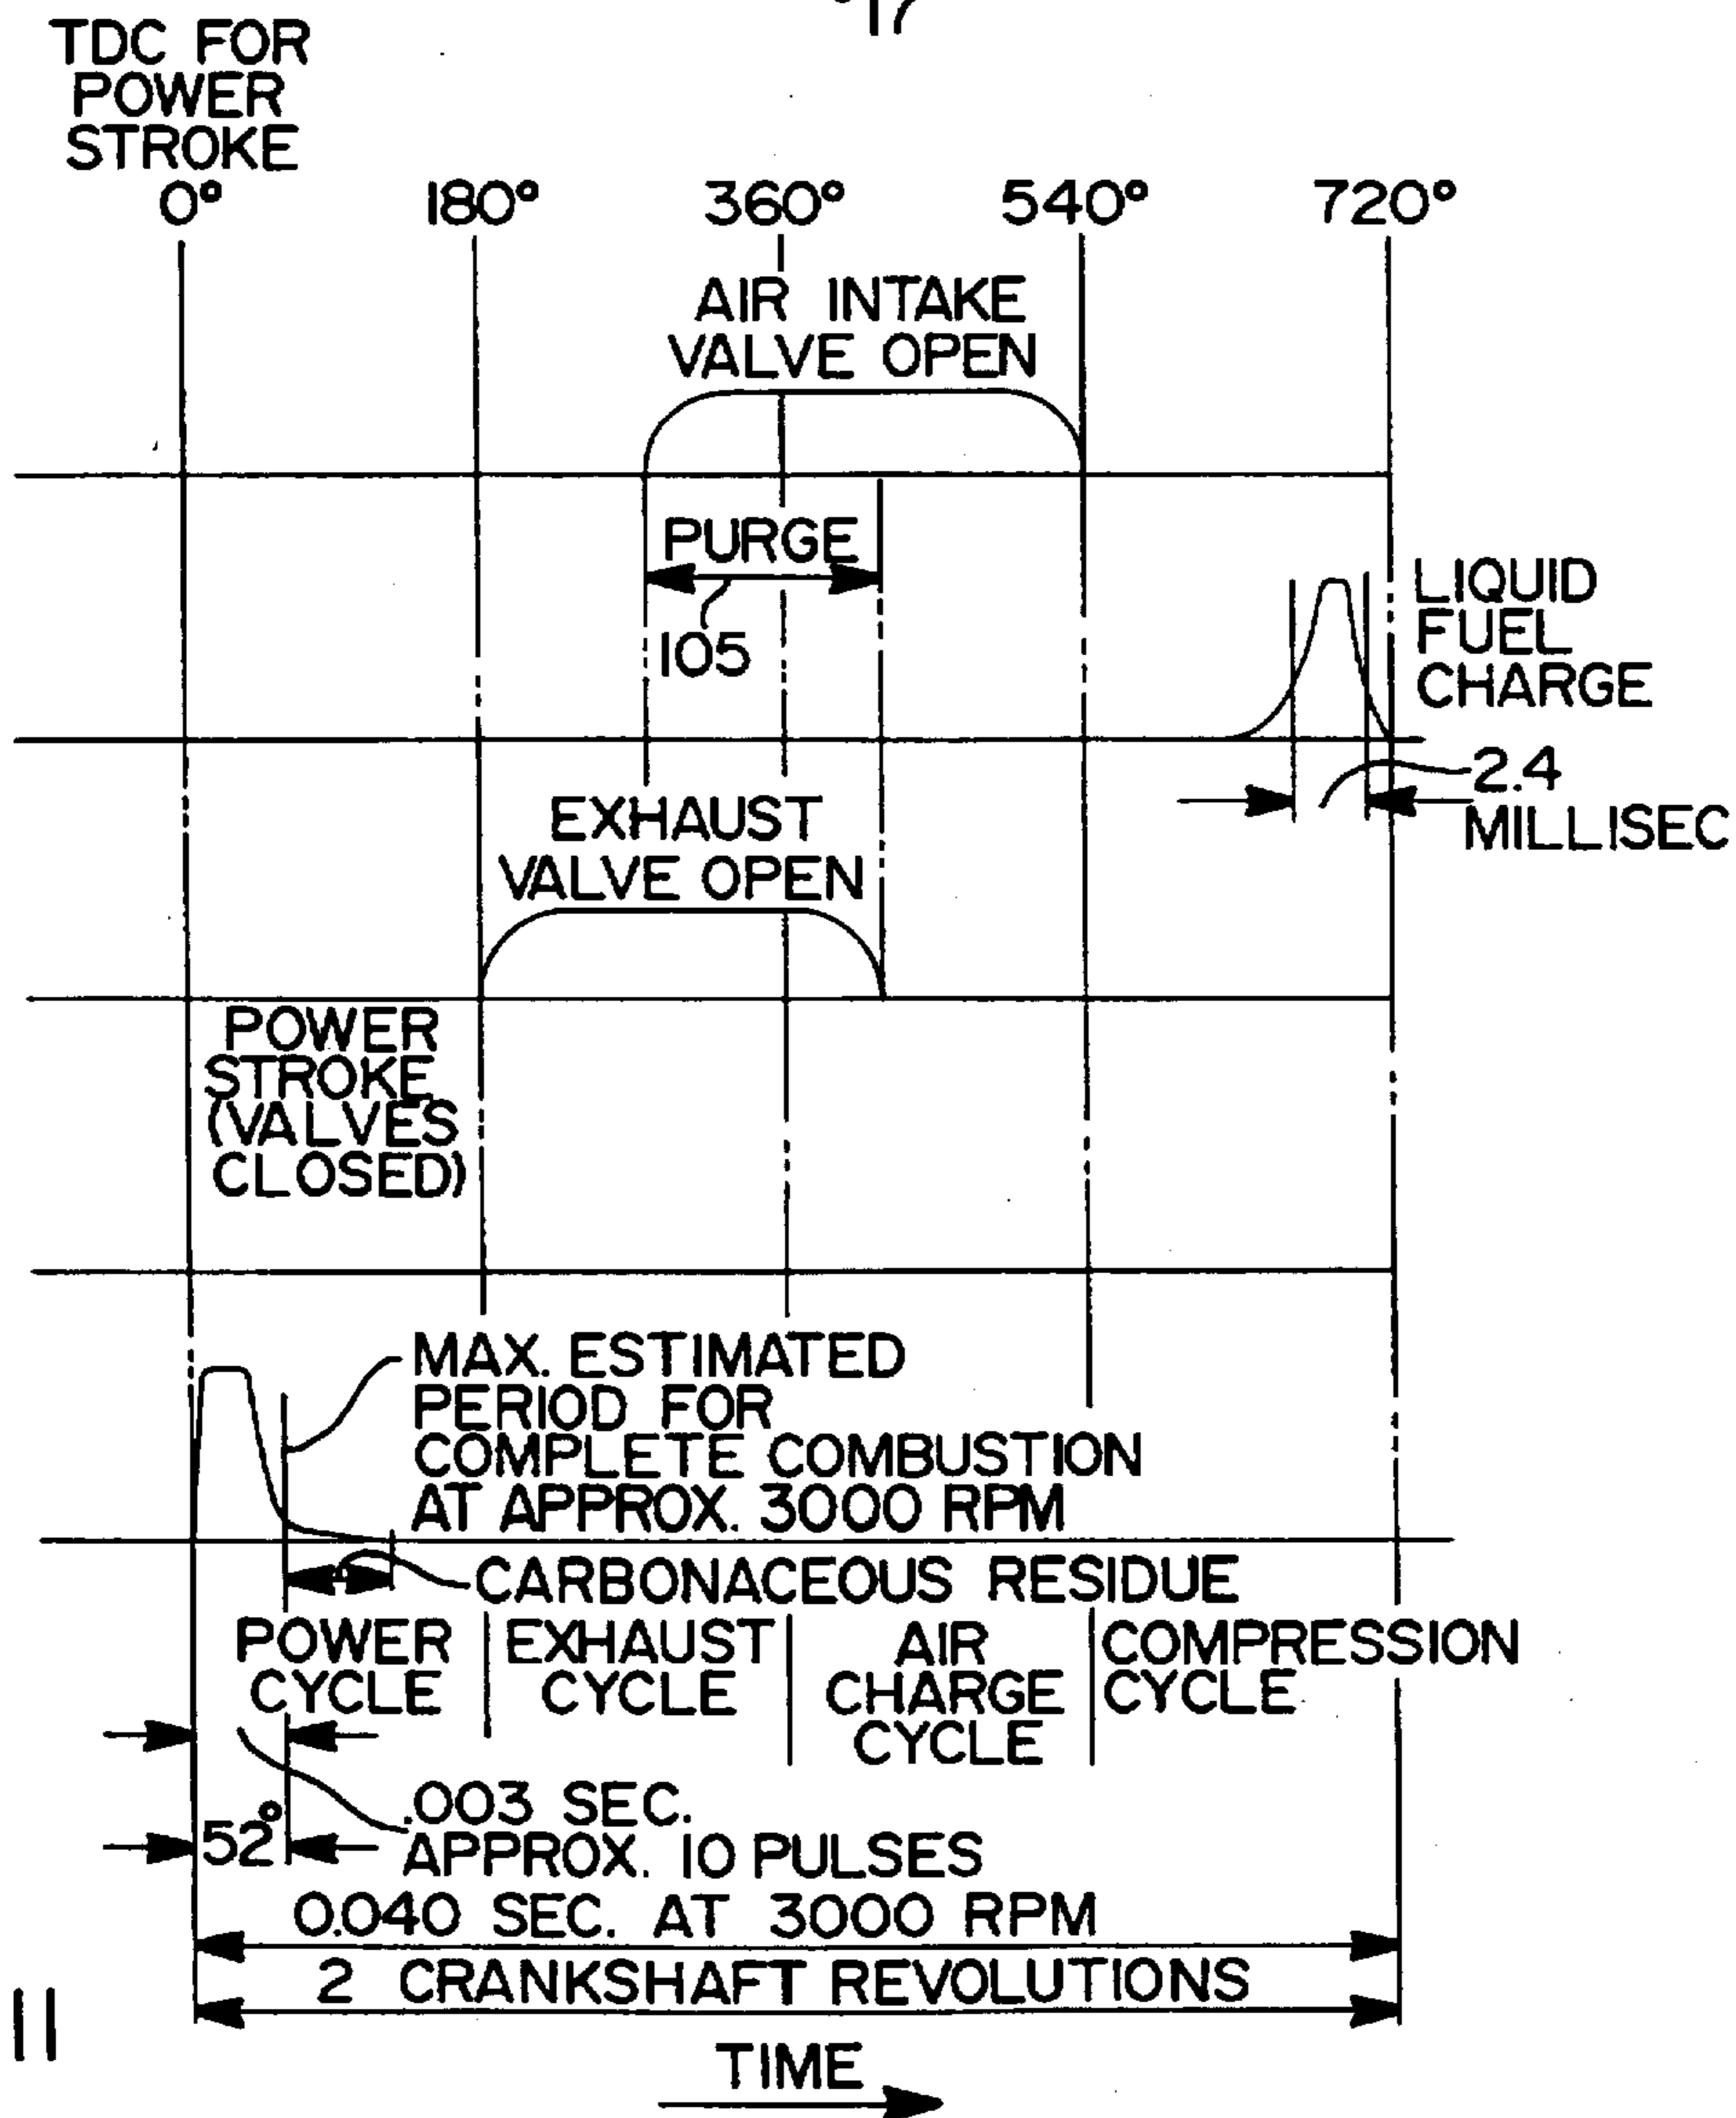 17
TDC FOR
POWER
STROKE
0° 180° 360° 540° 720°
AIR INTAKE
VALVE OPEN
PURGE
105
LIQUID
FUEL
CHARGE
2.4
MILLISEC
EXHAUST
VALVE OPEN
POWER
STROKE
(VALVES
CLOSED)
MAX. ESTIMATED
PERIOD FOR
COMPLETE COMBUSTION
AT APPROX. 3000 RPM
CARBONACEOUS RESIDUE
POWER
CYCLE
EXHAUST
CYCLE
AIR
CHARGE
CYCLE
COMPRESSION
CYCLE
.003 SEC.
APPROX. 10 PULSES
52°
0.040 SEC. AT 3000 RPM
2 CRANKSHAFT REVOLUTIONS
11
TIME